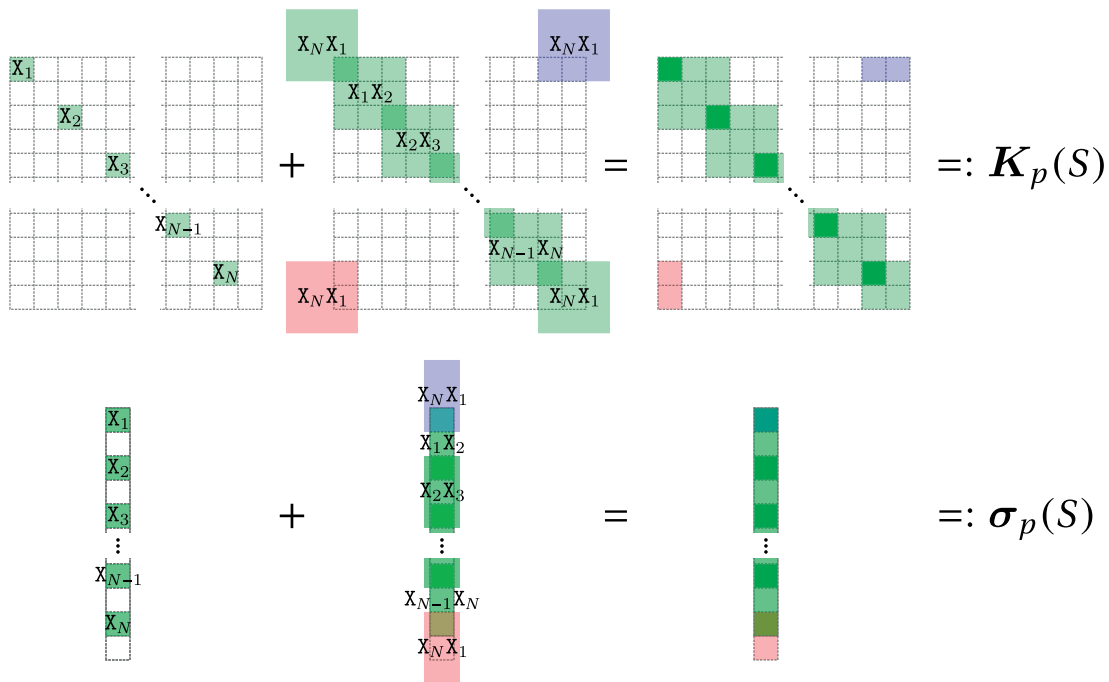 X_N X_1 X_N X_1
X_1
X_1 X_2
X_2
X_2 X_3
X_3
+ = =: K_p(S)
⋱ ⋱ ⋱
X_{N-1}
X_{N-1} X_N
X_N
X_N X_1 X_N X_1
X_N X_1
X_1
X_1 X_2
X_2
X_2 X_3
X_3
+ = =: σ_p(S)
⋮ ⋮ ⋮
X_{N-1}
X_{N-1} X_N
X_N
X_N X_1